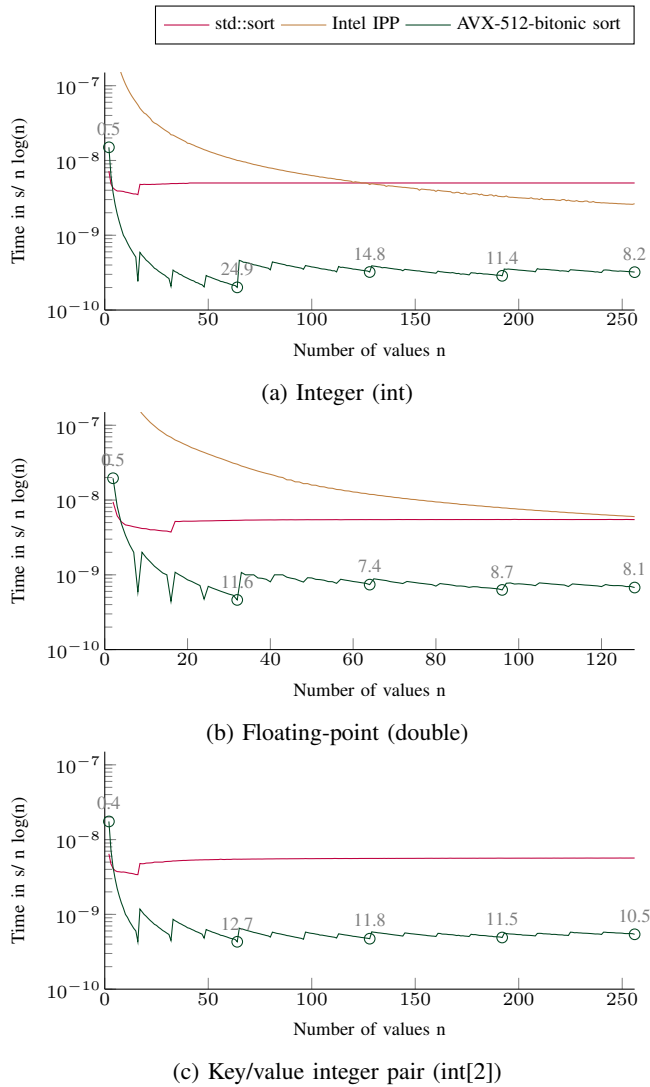 std::sort Intel IPP AVX-512-bitonic sort
10⁻⁷
10⁻⁸
10⁻⁹
10⁻¹⁰
Time in s/ n log(n)
0.5
24.9
14.8
11.4
8.2
0 50 100 150 200 250
Number of values n
(a) Integer (int)
10⁻⁷
10⁻⁸
10⁻⁹
10⁻¹⁰
Time in s/ n log(n)
0.5
11.6
7.4
8.7
8.1
0 20 40 60 80 100 120
Number of values n
(b) Floating-point (double)
10⁻⁷
10⁻⁸
10⁻⁹
10⁻¹⁰
Time in s/ n log(n)
0.4
12.7
11.8
11.5
10.5
0 50 100 150 200 250
Number of values n
(c) Key/value integer pair (int[2])